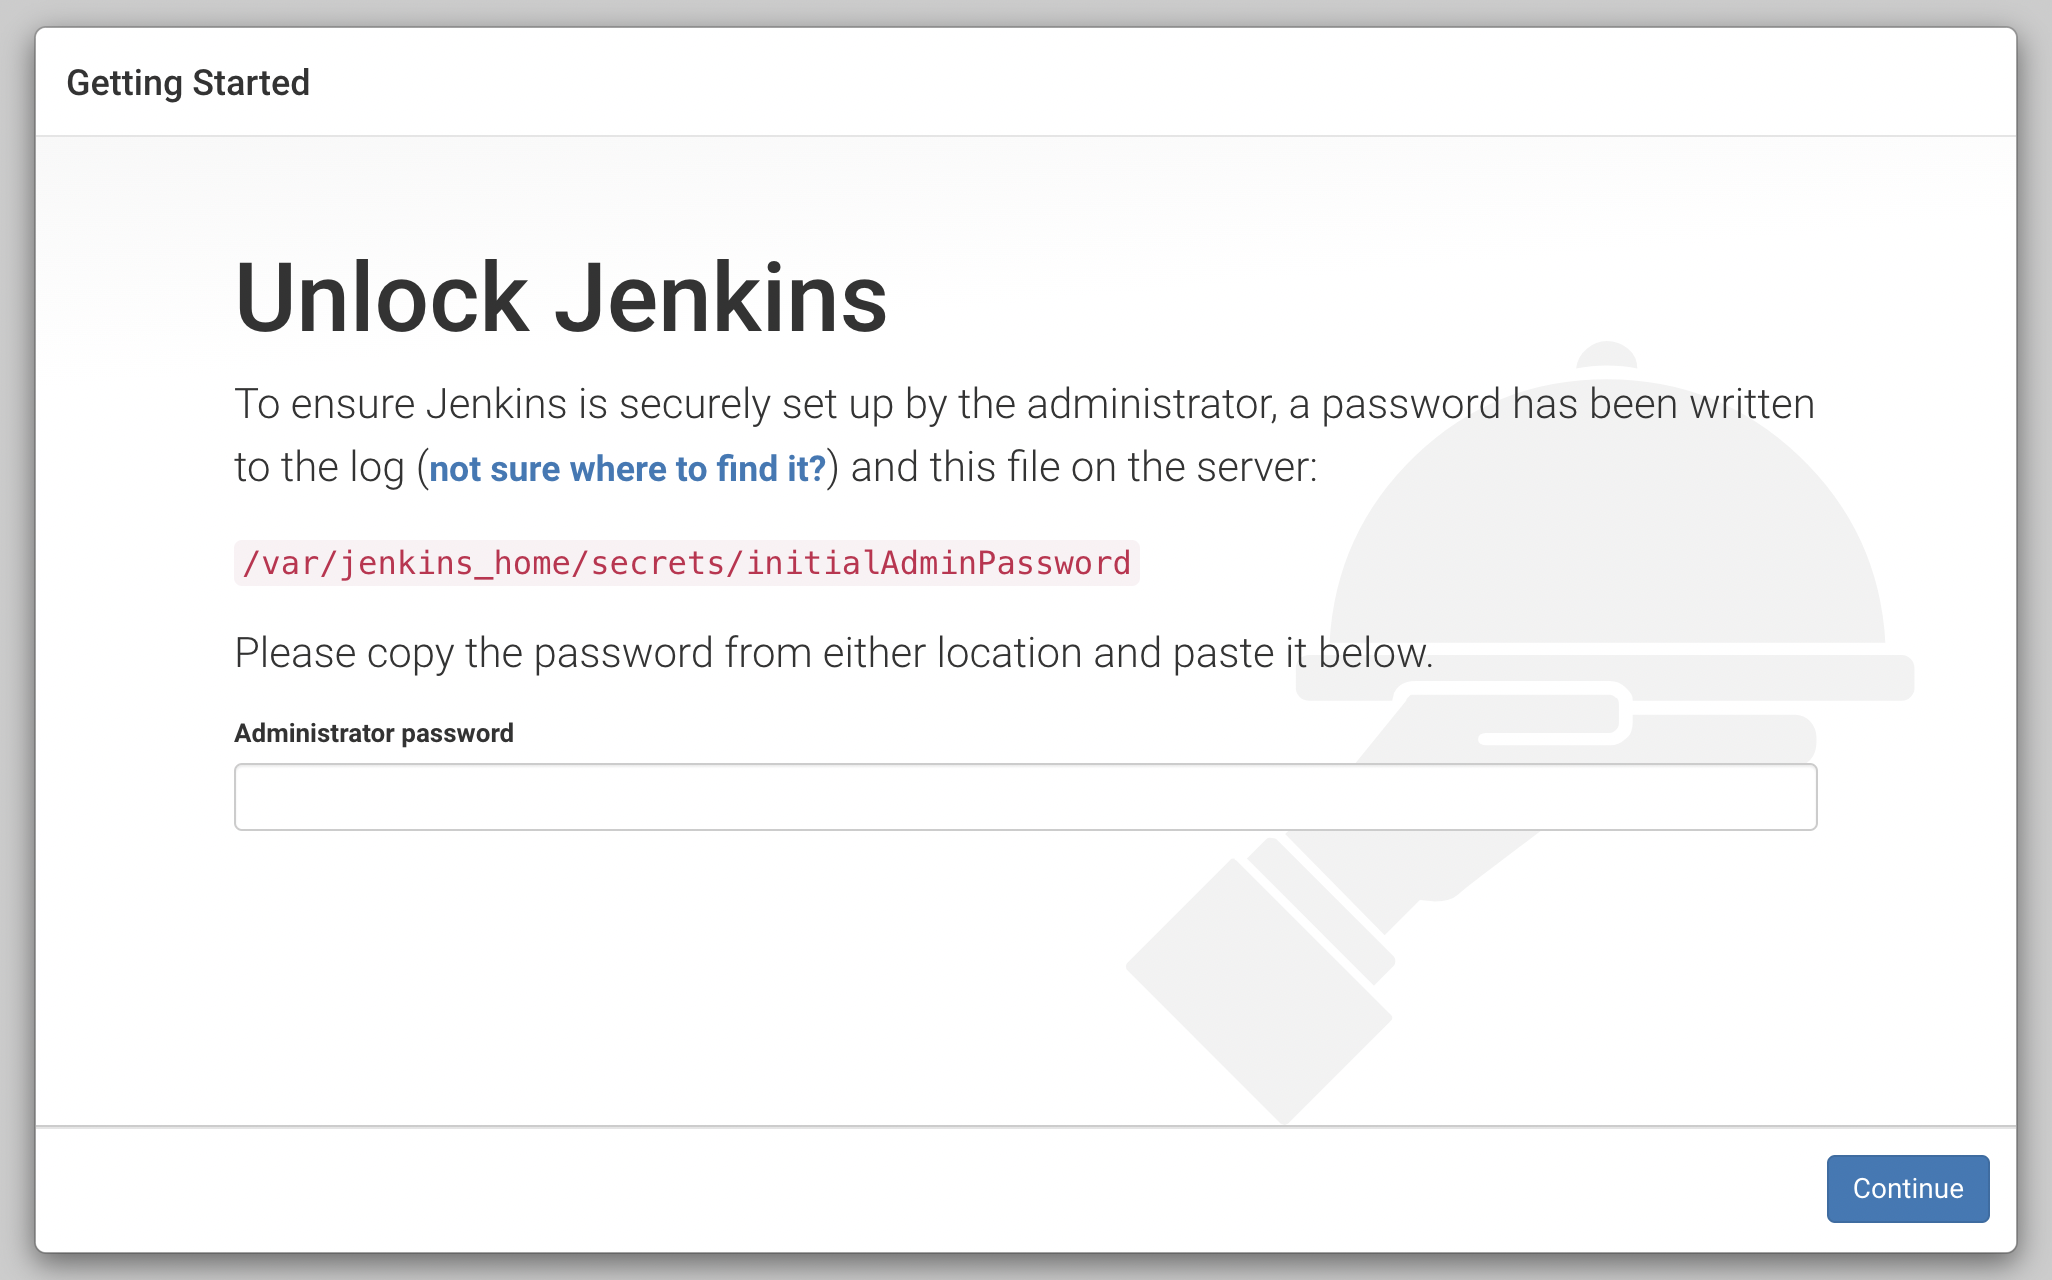 Getting Started
Unlock Jenkins
To ensure Jenkins is securely set up by the administrator, a password has been written
to the log (not sure where to find it?) and this file on the server:
/var/jenkins_home/secrets/initialAdminPassword
Please copy the password from either location and paste it below.
Administrator password
Continue